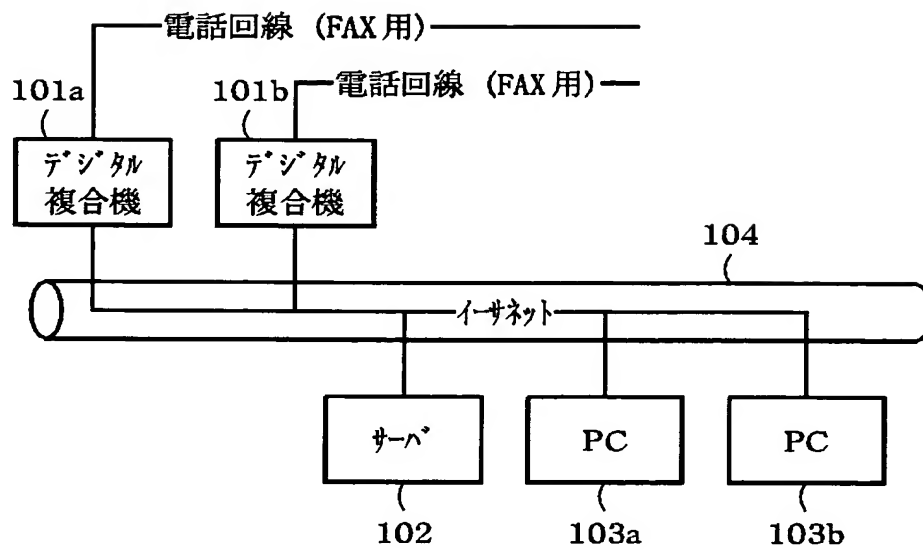 電話回線 (FAX用)
電話回線 (FAX用)
101a
101b
デジタル
複合機
デジタル
複合機
104
イーサネット
サーバ
PC
PC
102
103a
103b